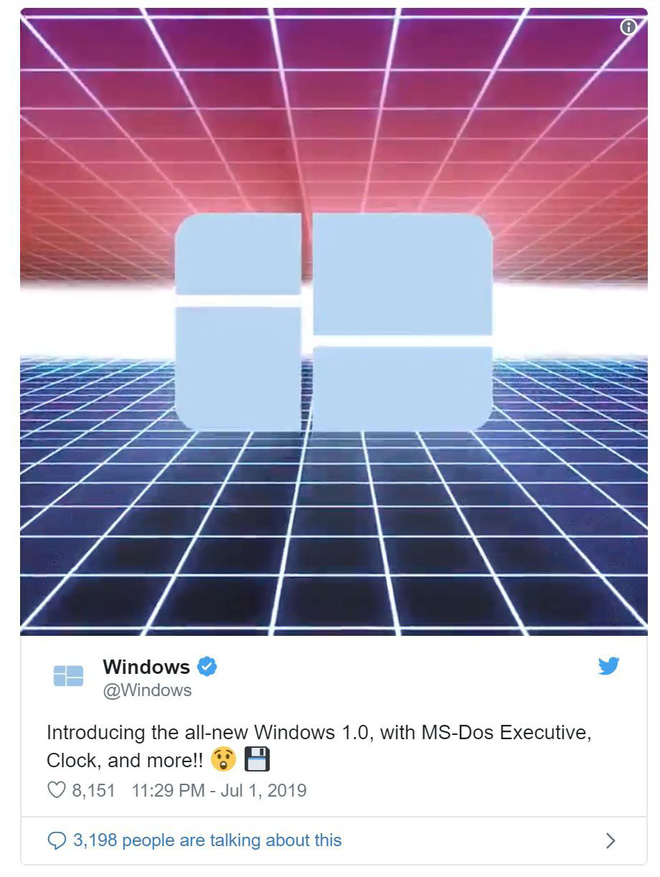 Windows
@Windows
Introducing the all-new Windows 1.0, with MS-Dos Executive,
Clock, and more!! 😲 💾
8,151 11:29 PM - Jul 1, 2019
3,198 people are talking about this